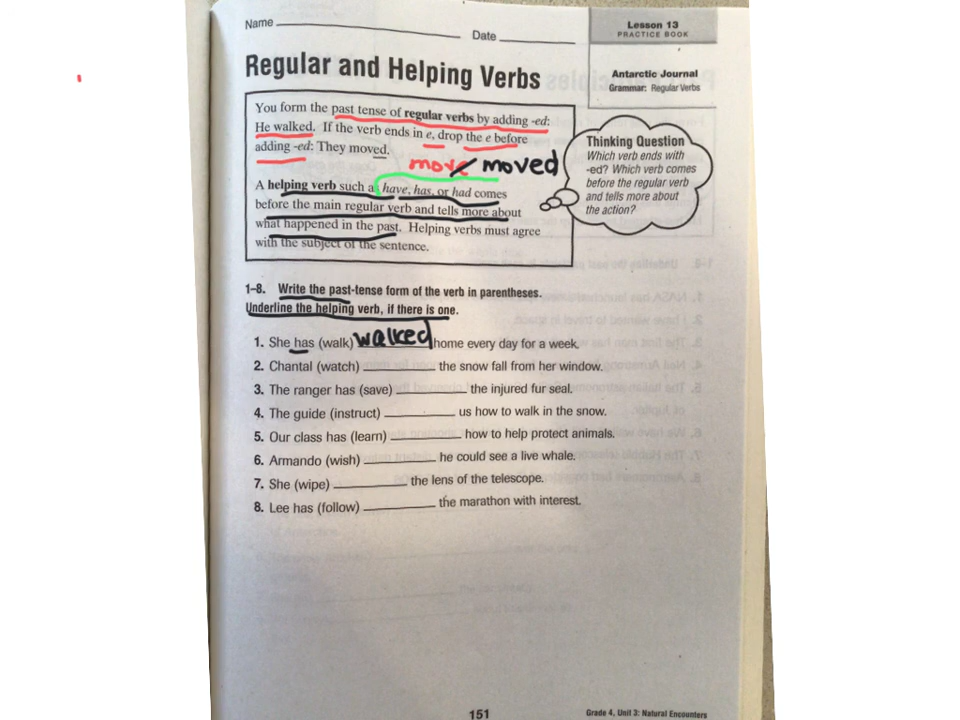 Name
Date
Lesson 13
PRACTICE BOOK
Regular and Helping Verbs
Antarctic Journal
Grammar: Regular Verbs
You form the past tense of regular verbs by adding -ed:
He walked. If the verb ends in e, drop the e before
adding -ed: They moved.
move moved
A helping verb such as have, has, or had comes
before the main regular verb and tells more about
what happened in the past. Helping verbs must agree
with the subject of the sentence.
Thinking Question
Which verb ends with
-ed? Which verb comes
before the regular verb
and tells more about
the action?
1–8. Write the past-tense form of the verb in parentheses.
Underline the helping verb, if there is one.
1. She has (walk) walked home every day for a week.
2. Chantal (watch) the snow fall from her window.
3. The ranger has (save) the injured fur seal.
4. The guide (instruct) us how to walk in the snow.
5. Our class has (learn) how to help protect animals.
6. Armando (wish) he could see a live whale.
7. She (wipe) the lens of the telescope.
8. Lee has (follow) the marathon with interest.
151
Grade 4, Unit 3: Natural Encounters